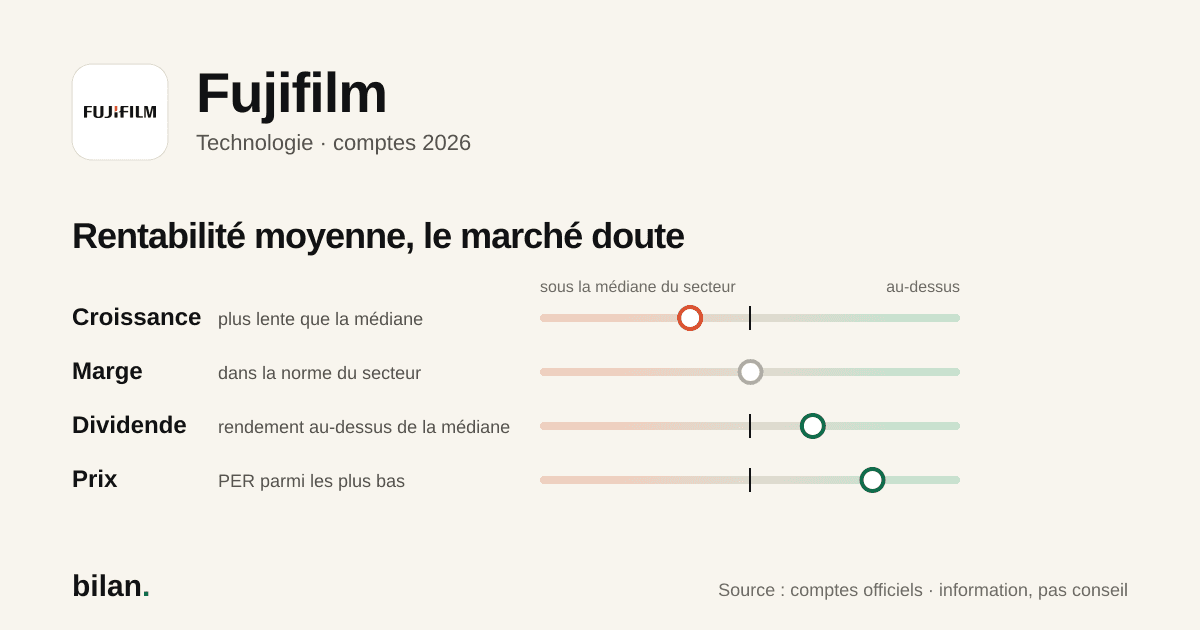 FUJIFILM
Fujifilm
Technologie · comptes 2026
Rentabilité moyenne, le marché doute
sous la médiane du secteur au-dessus
Croissance plus lente que la médiane
Marge dans la norme du secteur
Dividende rendement au-dessus de la médiane
Prix PER parmi les plus bas
bilan.
Source : comptes officiels · information, pas conseil